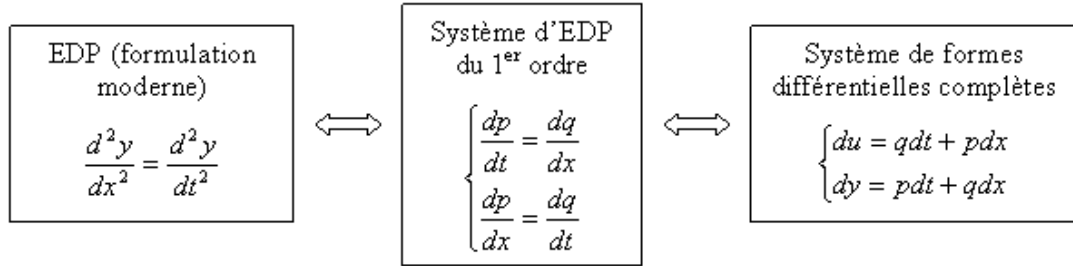 EDP (formulation
moderne)
d²y/dx² = d²y/dt²
Système d'EDP
du 1er ordre
dp/dt = dq/dx
dp/dx = dq/dt
Système de formes
différentielles complètes
du = qdt + pdx
dy = pdt + qdx